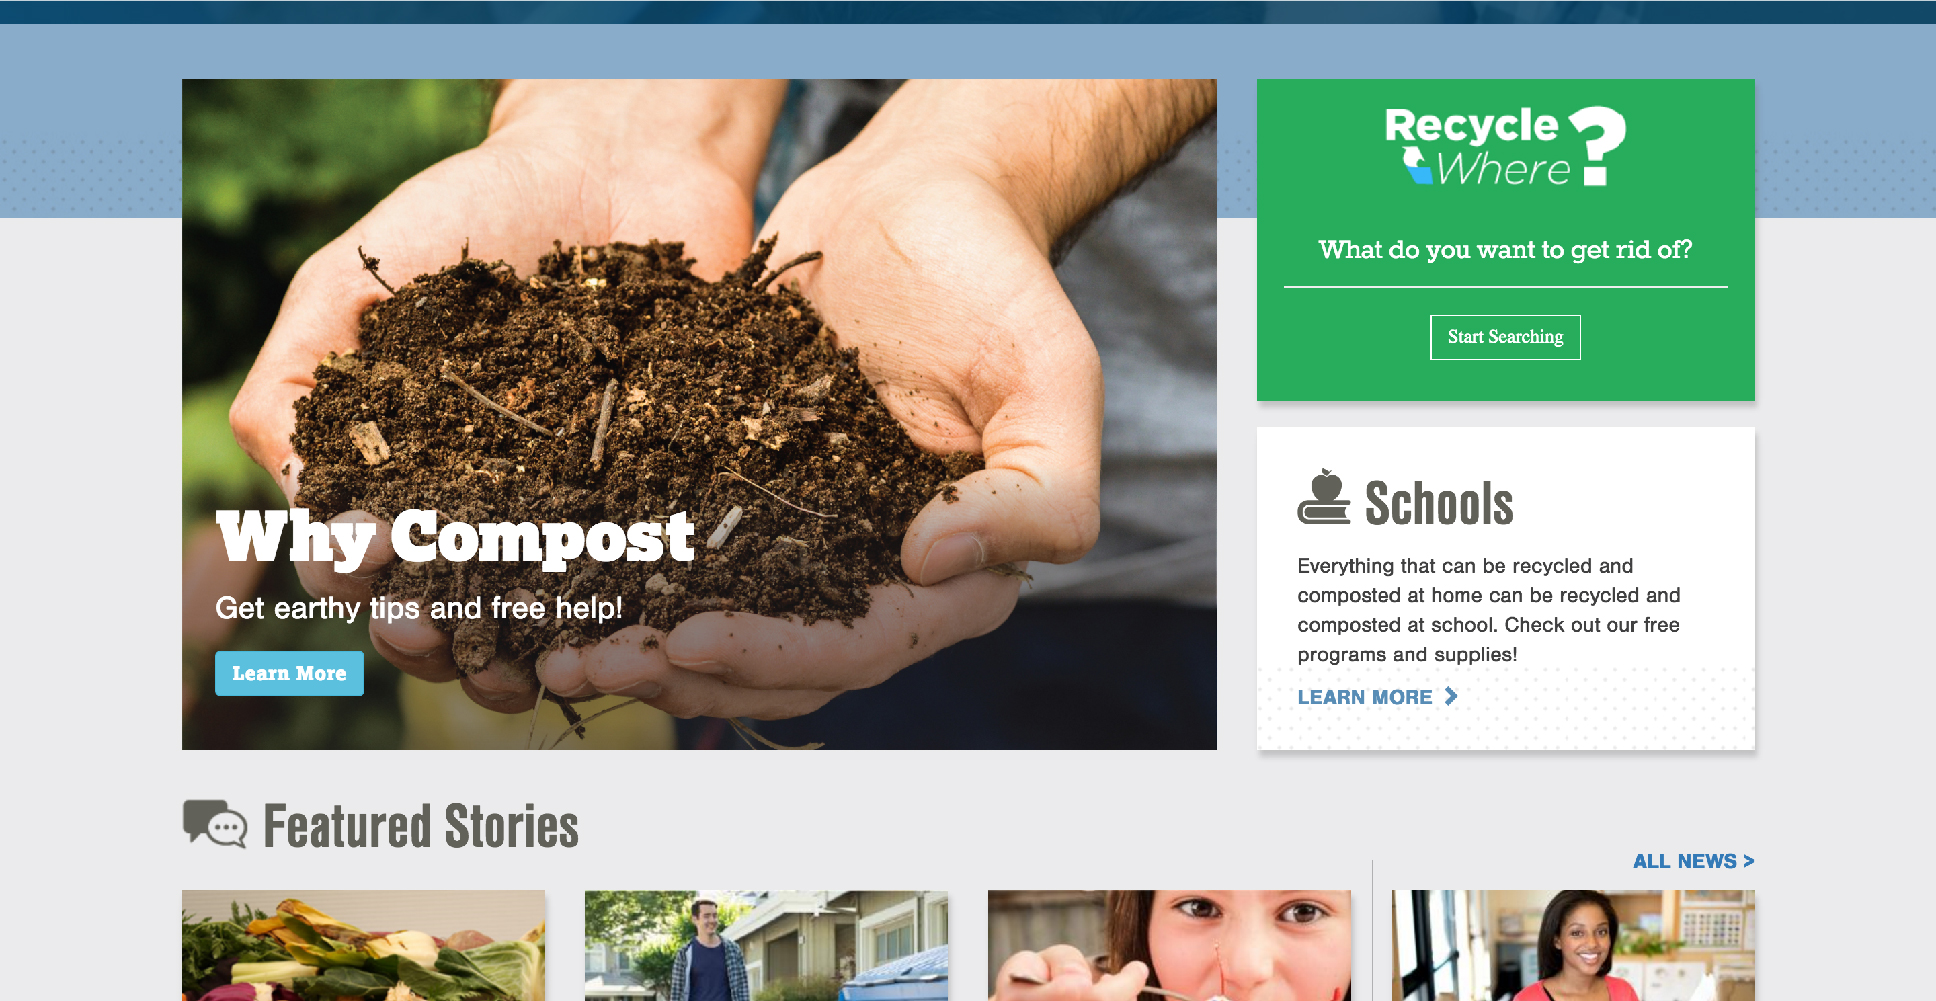 Why Compost
Get earthy tips and free help!
Learn More
Recycle
Where?
What do you want to get rid of?
Start Searching
Schools
Everything that can be recycled and
composted at home can be recycled and
composted at school. Check out our free
programs and supplies!
LEARN MORE
Featured Stories
ALL NEWS >